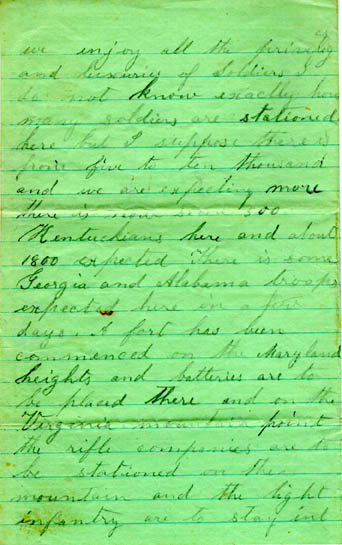 we enjoy all the
and luxuries of Soldiers I
do not know exactly how
many soldiers are stationed
here but I suppose there is
from five to ten thousand
and we are expecting more
there is now some 500
Kentuckians here and about
1800 expected There is some
Georgia and Alabama troops
expected here in a few
days. A fort has been
commenced on the Maryland
heights and batteries are to
be placed there and on the
Virginia mountain point
the rifle companies are to
be stationed on the
mountain and the light
infantry are to stay in